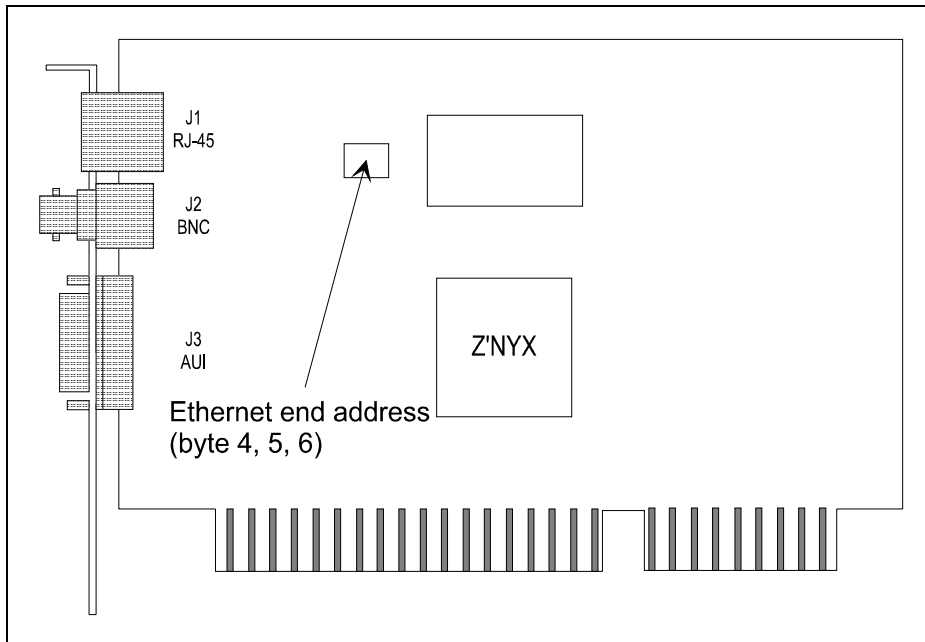 J1
RJ-45
J2
BNC
J3
AUI
Z'NYX
Ethernet end address
(byte 4, 5, 6)